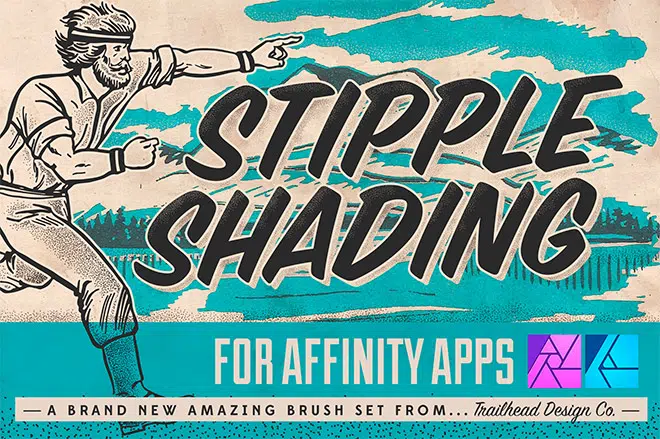 STIPPLE
SHADING
FOR AFFINITY APPS
— A BRAND NEW AMAZING BRUSH SET FROM... Trailhead Design Co. —